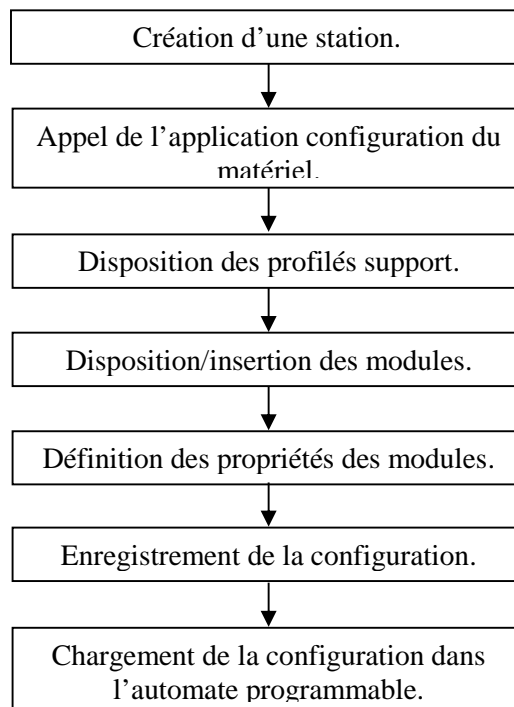 Création d’une station.
Appel de l’application configuration du
matériel.
Disposition des profilés support.
Disposition/insertion des modules.
Définition des propriétés des modules.
Enregistrement de la configuration.
Chargement de la configuration dans
l’automate programmable.